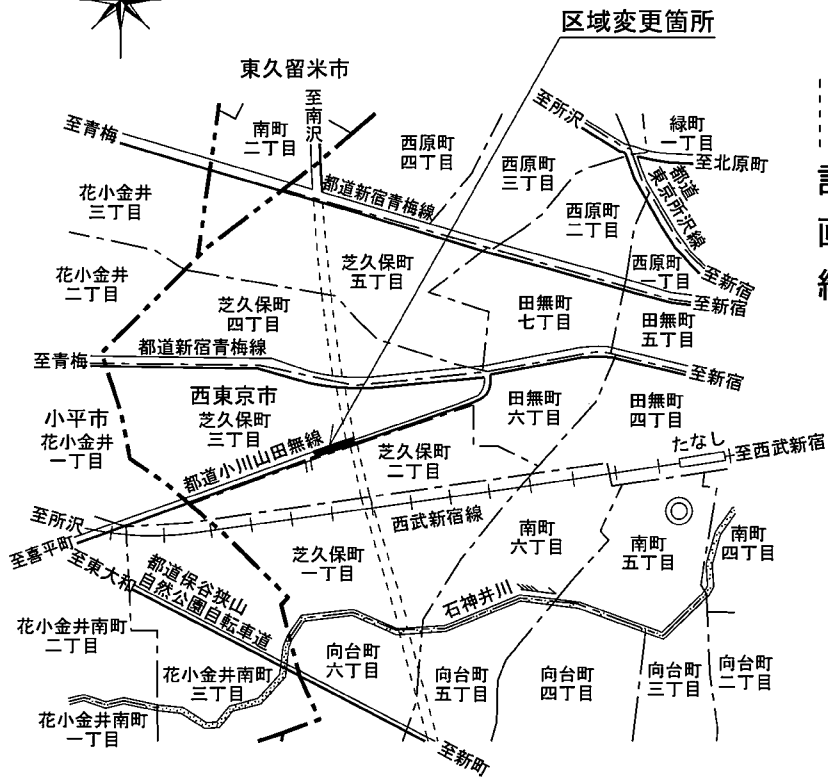 区域変更箇所
東久留米市
至南沢
至所沢
緑町
一丁目
至青梅
南町
二丁目
西原町
四丁目
西原町
三丁目
至北原町
都道
東京所沢線
花小金井
三丁目
都道新宿青梅線
西原町
二丁目
計画線
花小金井
二丁目
芝久保町
五丁目
西原町
一丁目
至新宿
至新宿
芝久保町
四丁目
田無町
七丁目
田無町
五丁目
至青梅
都道新宿青梅線
至新宿
小平市
花小金井
一丁目
西東京市
芝久保町
三丁目
田無町
六丁目
田無町
四丁目
都道小川山田無線
芝久保町
二丁目
たなし
至西武新宿
至所沢
至喜平町
西武新宿線
南町
六丁目
南町
五丁目
南町
四丁目
至東大和
都道保谷狭山
自然公園自転車道
芝久保町
一丁目
石神井川
花小金井南町
二丁目
花小金井南町
三丁目
向台町
六丁目
向台町
五丁目
向台町
四丁目
向台町
三丁目
向台町
二丁目
花小金井南町
一丁目
至新町